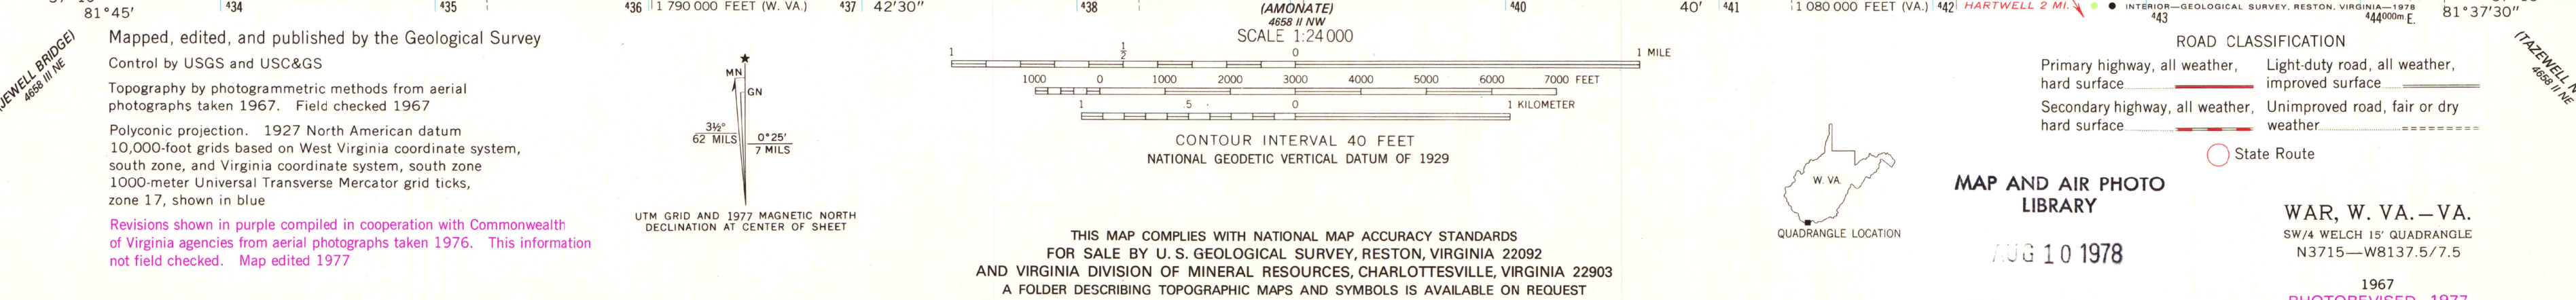 81°45′
434
435
436
1 790 000 FEET (W. VA.)
437
42′30″
438
(AMONATE)
4658 II NW
440
40′
441
1 080 000 FEET (VA.)
442
HARTWELL 2 MI.
INTERIOR—GEOLOGICAL SURVEY, RESTON, VIRGINIA—1978
443
444000m.E.
81°37′30″
JEWELL BRIDGE)
4658 III NE
Mapped, edited, and published by the Geological Survey
Control by USGS and USC&GS
Topography by photogrammetric methods from aerial
photographs taken 1967. Field checked 1967
Polyconic projection. 1927 North American datum
10,000-foot grids based on West Virginia coordinate system,
south zone, and Virginia coordinate system, south zone
1000-meter Universal Transverse Mercator grid ticks,
zone 17, shown in blue
Revisions shown in purple compiled in cooperation with Commonwealth
of Virginia agencies from aerial photographs taken 1976. This information
not field checked. Map edited 1977
MN
GN
3½°
62 MILS
0°25′
7 MILS
UTM GRID AND 1977 MAGNETIC NORTH
DECLINATION AT CENTER OF SHEET
SCALE 1:24 000
1 ½ 0 1 MILE
1000 0 1000 2000 3000 4000 5000 6000 7000 FEET
1 .5 0 1 KILOMETER
CONTOUR INTERVAL 40 FEET
NATIONAL GEODETIC VERTICAL DATUM OF 1929
THIS MAP COMPLIES WITH NATIONAL MAP ACCURACY STANDARDS
FOR SALE BY U. S. GEOLOGICAL SURVEY, RESTON, VIRGINIA 22092
AND VIRGINIA DIVISION OF MINERAL RESOURCES, CHARLOTTESVILLE, VIRGINIA 22903
A FOLDER DESCRIBING TOPOGRAPHIC MAPS AND SYMBOLS IS AVAILABLE ON REQUEST
W. VA.
QUADRANGLE LOCATION
MAP AND AIR PHOTO
LIBRARY
AUG 10 1978
ROAD CLASSIFICATION
Primary highway, all weather,
hard surface
Light-duty road, all weather,
improved surface
Secondary highway, all weather,
hard surface
Unimproved road, fair or dry
weather
State Route
(TAZEWELL N
4658 II NE
WAR, W. VA.—VA.
SW/4 WELCH 15′ QUADRANGLE
N3715—W8137.5/7.5
1967
PHOTOREVISED 1977